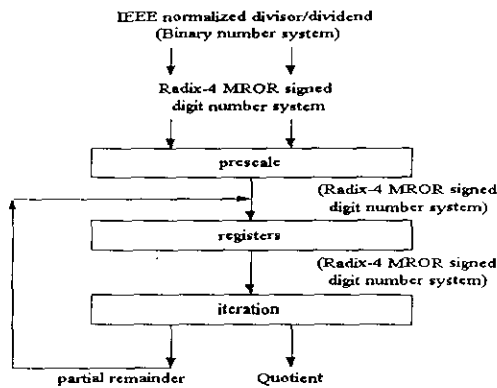 IEEE normalized divisor/dividend
(Binary number system)
Radix-4 MROR signed
digit number system
prescale
(Radix-4 MROR signed
digit number system)
registers
(Radix-4 MROR signed
digit number system)
iteration
partial remainder
Quotient